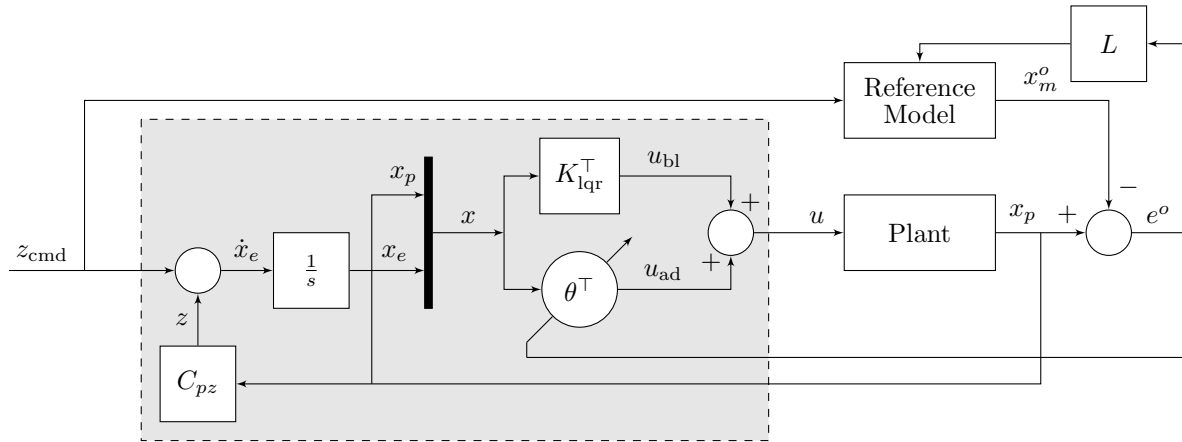 L
Reference
Model
x_m^o
K_lqr^⊤
u_bl
x_p
+
−
x
u
Plant
x_p
+
e^o
z_cmd
ẋ_e
1/s
x_e
+
θ^⊤
u_ad
z
C_pz